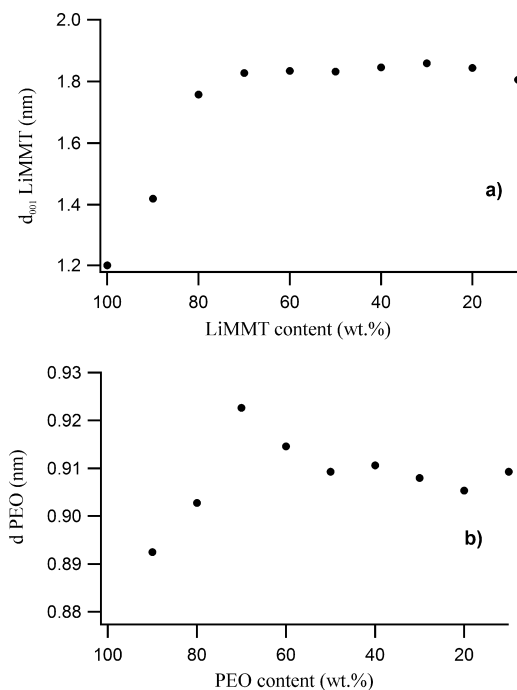 2.0
1.8
1.6
1.4
1.2
d₀₀₁ LiMMT (nm)
a)
100 80 60 40 20
LiMMT content (wt.%)
0.93
0.92
0.91
0.90
0.89
0.88
d PEO (nm)
b)
100 80 60 40 20
PEO content (wt.%)